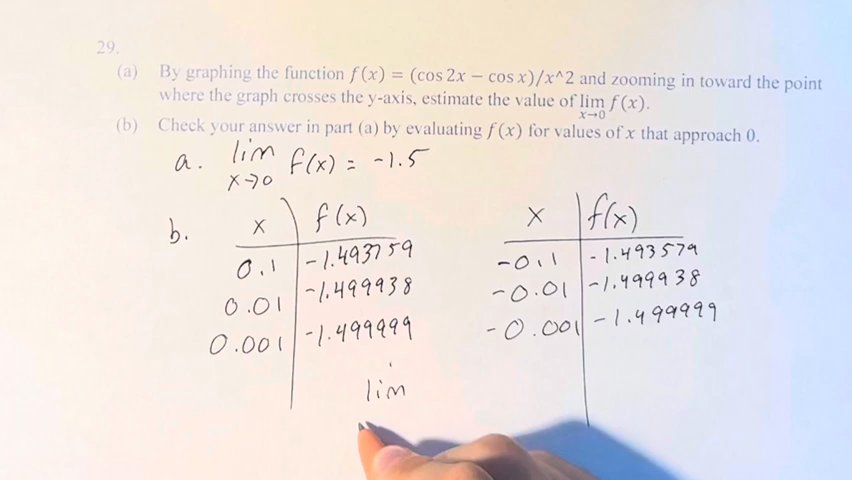 29.
(a) By graphing the function f(x) = (cos 2x − cos x)/x^2 and zooming in toward the point
where the graph crosses the y-axis, estimate the value of lim f(x).
x→0
(b) Check your answer in part (a) by evaluating f(x) for values of x that approach 0.
a. lim f(x) = -1.5
x→0
b. x f(x)
0.1 -1.493759
0.01 -1.499938
0.001 -1.499999
x f(x)
-0.1 -1.493579
-0.01 -1.499938
-0.001 -1.499999
lim